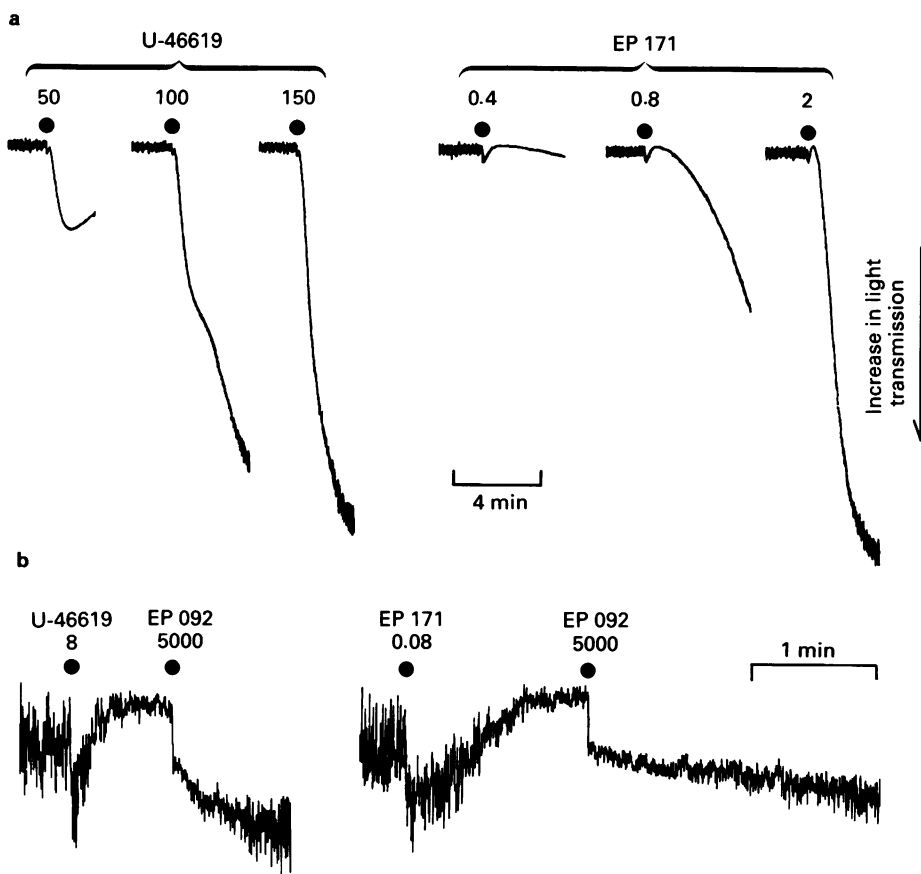 a
U-46619
EP 171
50 100 150
0.4 0.8 2
Increase in light
transmission
4 min
b
U-46619 EP 092
8 5000
EP 171 EP 092
0.08 5000
1 min